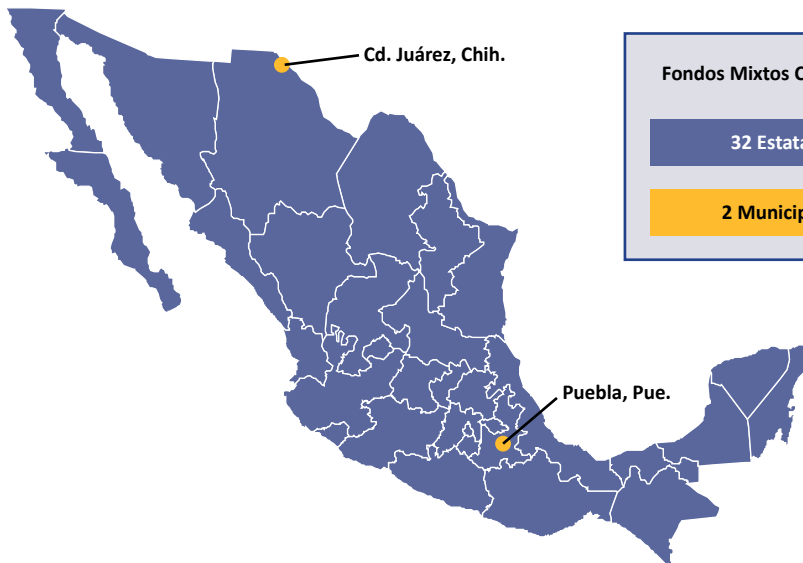 Cd. Juárez, Chih.
Fondos Mixtos C
32 Estata
2 Municip
Puebla, Pue.